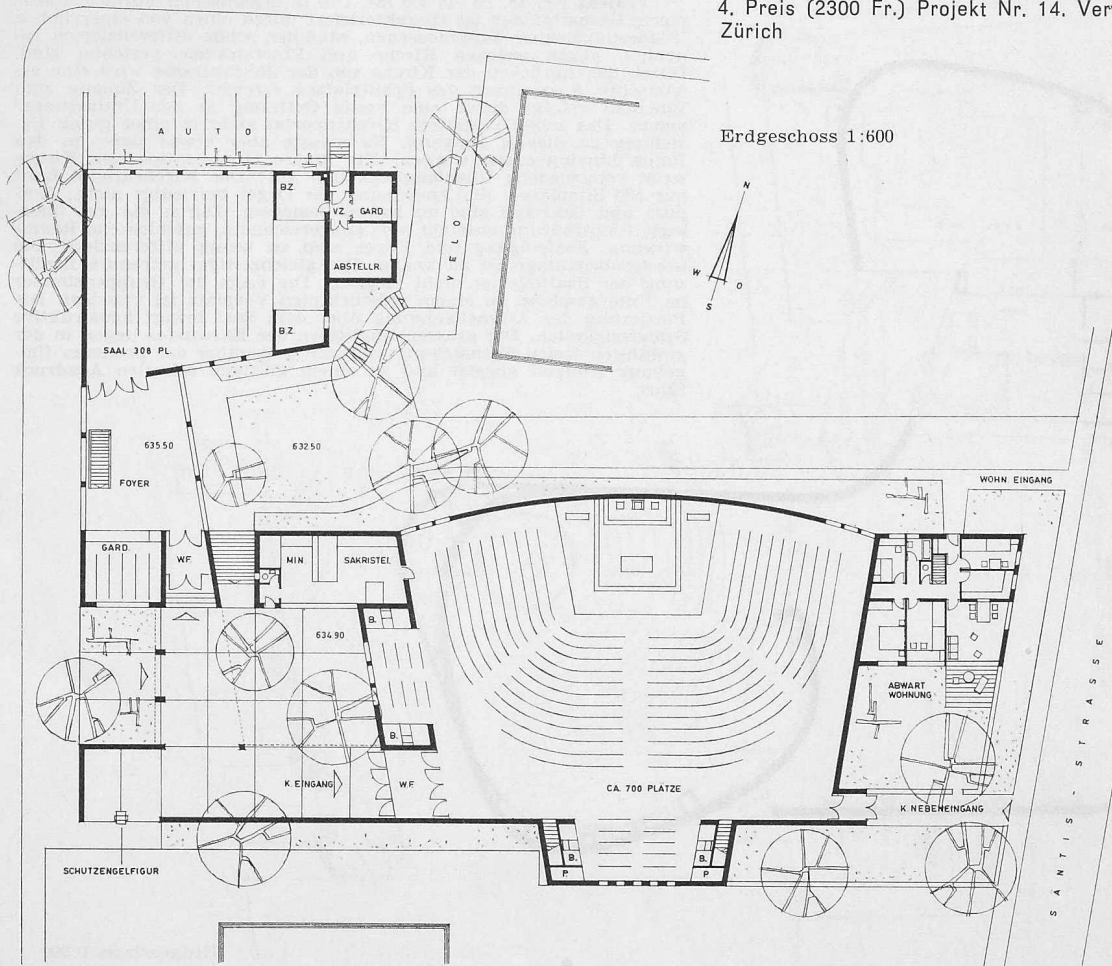 4. Preis (2300 Fr.) Projekt Nr. 14. Ver
Zürich
Erdgeschoss 1:600
N
W
O
S
AUTO
B.Z.
V.Z.
GARD.
ABSTELLR.
VELO
B.Z.
SAAL 308 PL.
635.50
632.50
FOYER
WOHN. EINGANG
GARD.
W.F.
MIN.
SAKRISTEI
634.90
B.
B.
ABWART
WOHNUNG
K. EINGANG
W.F.
CA. 700 PLÄTZE
K. NEBENEINGANG
SCHUTZENGELFIGUR
B.
P.
B.
P
SANTIS-STRASSE